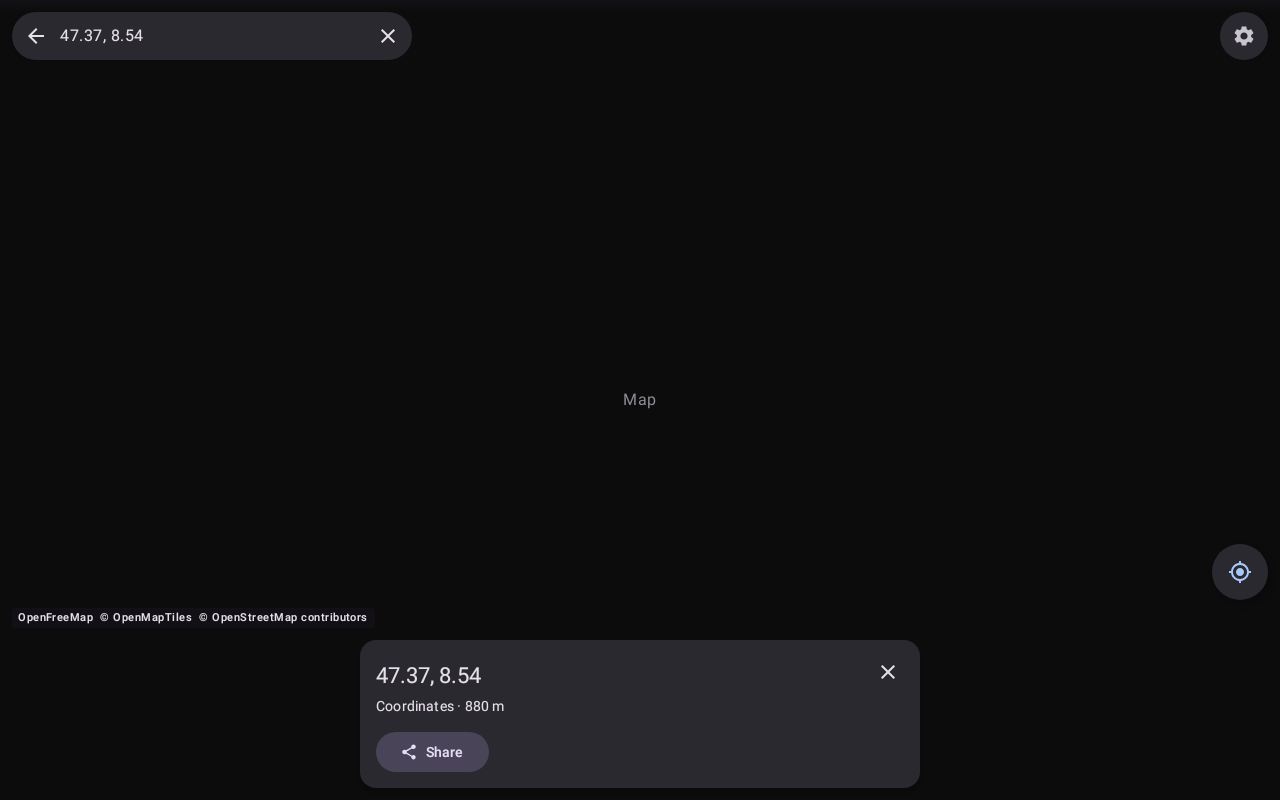 47.37, 8.54
Map
OpenFreeMap © OpenMapTiles © OpenStreetMap contributors
47.37, 8.54
Coordinates · 880 m
Share